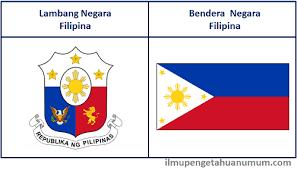 Lambang Negara
Filipina
Bendera Negara
Filipina
REPUBLIKA NG PILIPINAS
ilmupengetahuanumum.com